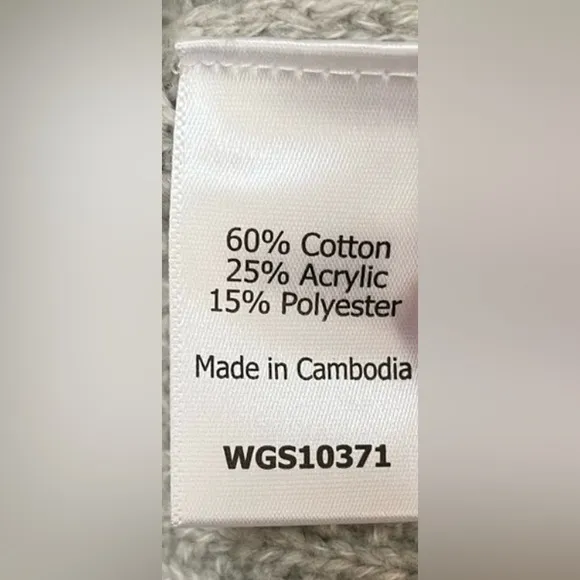 60% Cotton
25% Acrylic
15% Polyester
Made in Cambodia
WGS10371